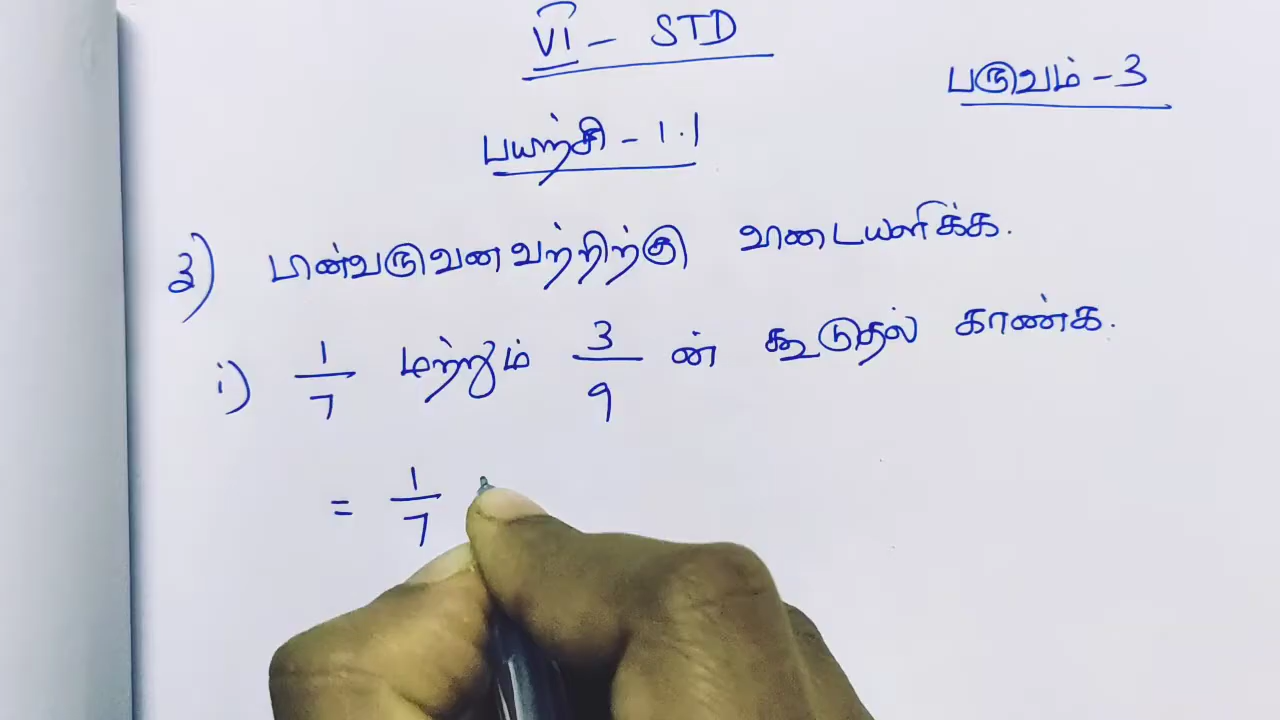 VI - STD
பருவம் - 3
பயிற்சி - 1.1
3) பின்வருவனவற்றிற்கு விடையளிக்க.
i) 1/7 மற்றும் 3/9 ன் கூடுதல் காண்க.
= 1/7